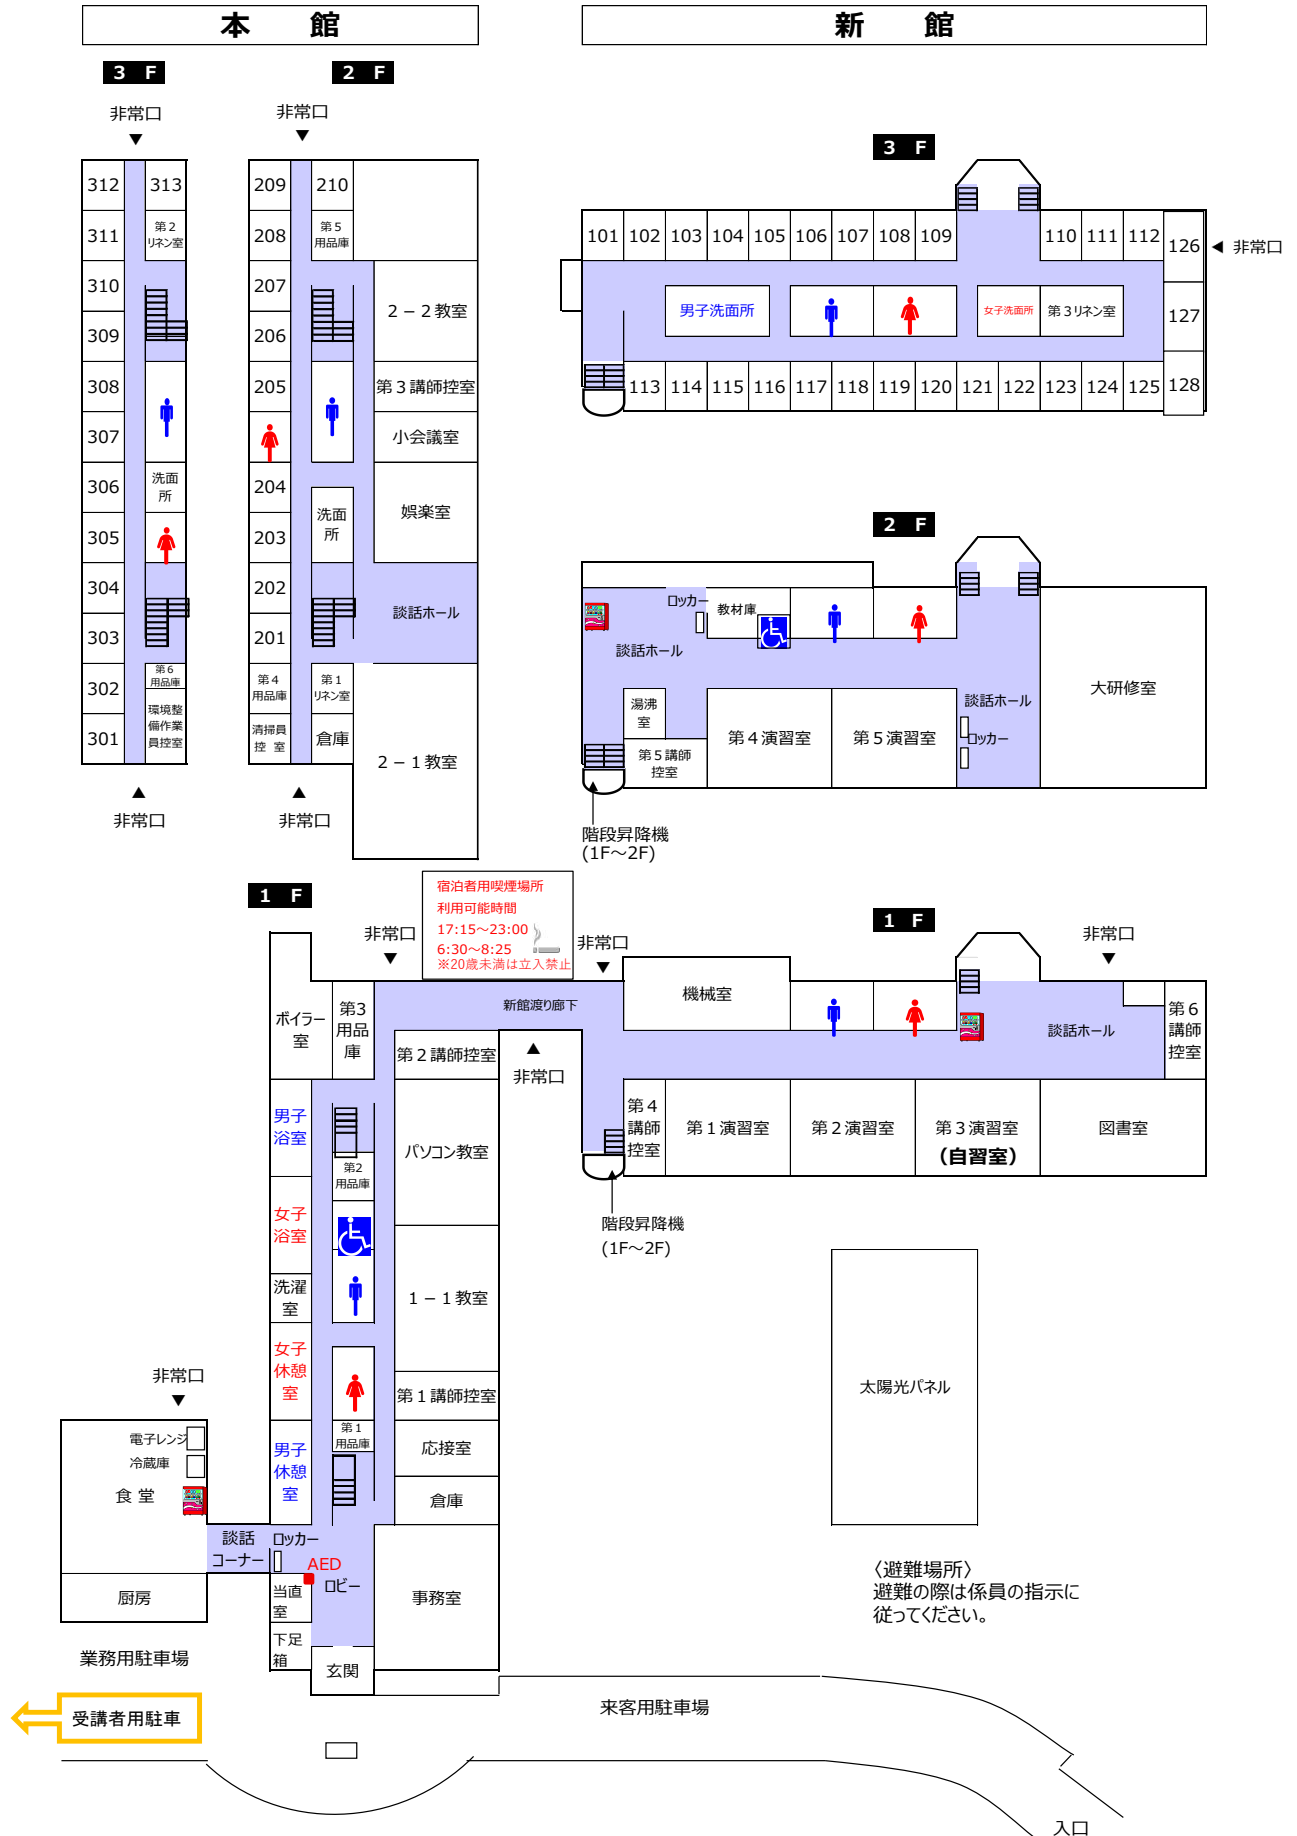 本　館
新　館
3 F
2 F
非常口
非常口
312
313
311
第２
リネン室
310
309
308
307
306
洗面
所
305
304
303
302
第６
用品庫
301
環境整
備作業
員控室
非常口
209
210
208
第５
用品庫
207
２－２教室
206
205
第３講師控室
小会議室
204
娯楽室
203
洗面
所
202
談話ホール
201
第４
用品庫
第１
リネン室
清掃員
控 室
倉庫
２－１教室
非常口
3 F
101
102
103
104
105
106
107
108
109
110
111
112
126
非常口
男子洗面所
女子洗面所
第３リネン室
127
113
114
115
116
117
118
119
120
121
122
123
124
125
128
2 F
ロッカー
教材庫
談話ホール
大研修室
湯沸
室
談話ホール
第４演習室
第５演習室
ロッカー
第５講師
控室
階段昇降機
(1F～2F)
1 F
宿泊者用喫煙場所
利用可能時間
17:15～23:00
6:30～8:25
※20歳未満は立入禁止
非常口
非常口
ボイラー
室
第3
用品
庫
新館渡り廊下
第２講師控室
非常口
男子
浴室
パソコン教室
第2
用品庫
女子
浴室
洗濯
室
１－１教室
女子
休憩
室
第１講師控室
第１
用品庫
応接室
男子
休憩
室
倉庫
非常口
電子レンジ
冷蔵庫
食 堂
談話
コーナー
ロッカー
AED
ロビー
当直
室
事務室
厨房
下足
箱
玄関
1 F
非常口
機械室
談話ホール
第６
講師
控室
第４
講師
控室
第１演習室
第２演習室
第３演習室
（自習室）
図書室
階段昇降機
(1F～2F)
太陽光パネル
〈避難場所〉
避難の際は係員の指示に
従ってください。
業務用駐車場
受講者用駐車
来客用駐車場
入口